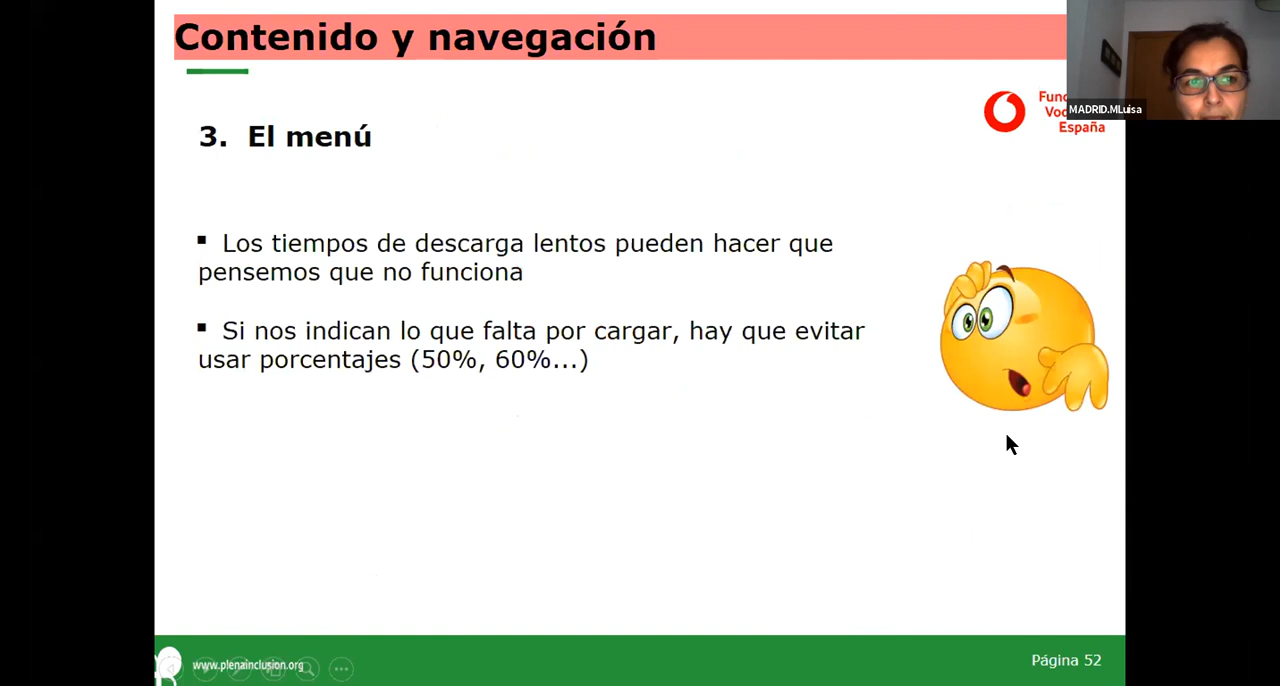 Contenido y navegación
MADRID.MLuisa
España
3. El menú
▪ Los tiempos de descarga lentos pueden hacer que
pensemos que no funciona
▪ Si nos indican lo que falta por cargar, hay que evitar
usar porcentajes (50%, 60%...)
www.plenainclusion.org
Página 52